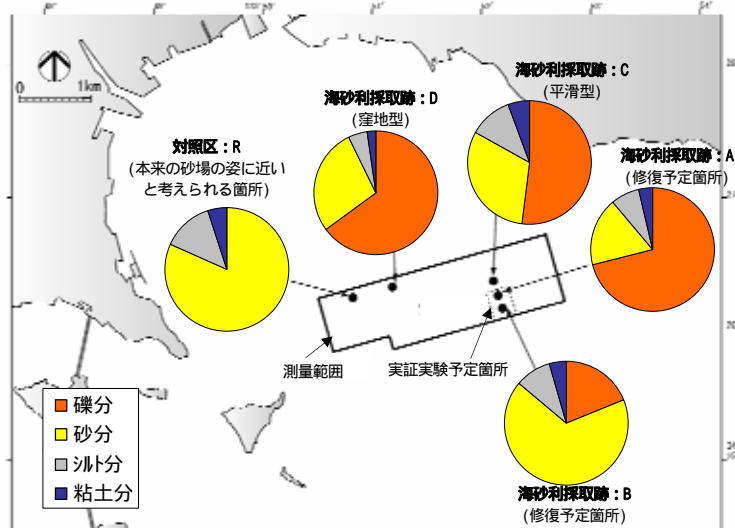 0 1km
海砂利採取跡：C
(平滑型)
海砂利採取跡：D
(窪地型)
対照区：R
(本来の砂場の姿に近い
と考えられる箇所)
海砂利採取跡：A
(修復予定箇所)
測量範囲
実証実験予定箇所
礫分
砂分
シルト分
粘土分
海砂利採取跡：B
(修復予定箇所)